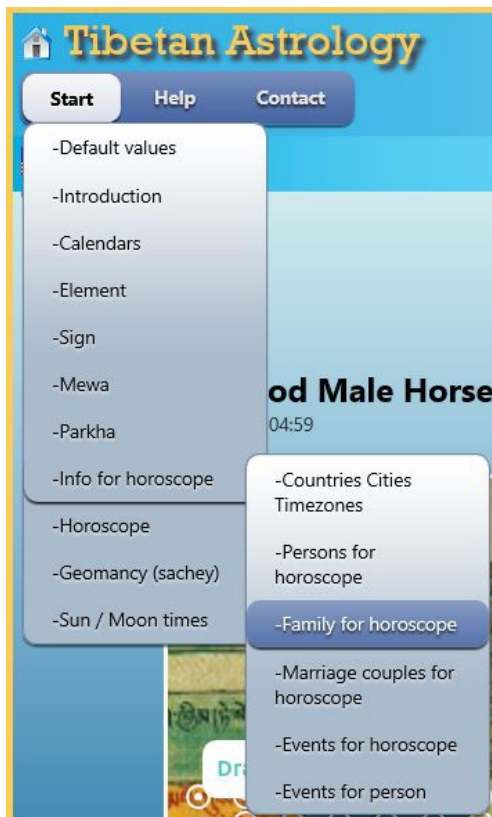 Tibetan Astrology
Start Help Contact
-Default values
-Introduction
-Calendars
-Element
-Sign
-Mewa
-Parkha
-Info for horoscope
-Horoscope
-Geomancy (sachey)
-Sun / Moon times
od Male Horse
04:59
-Countries Cities
Timezones
-Persons for
horoscope
-Family for horoscope
-Marriage couples for
horoscope
-Events for horoscope
-Events for person
Dra